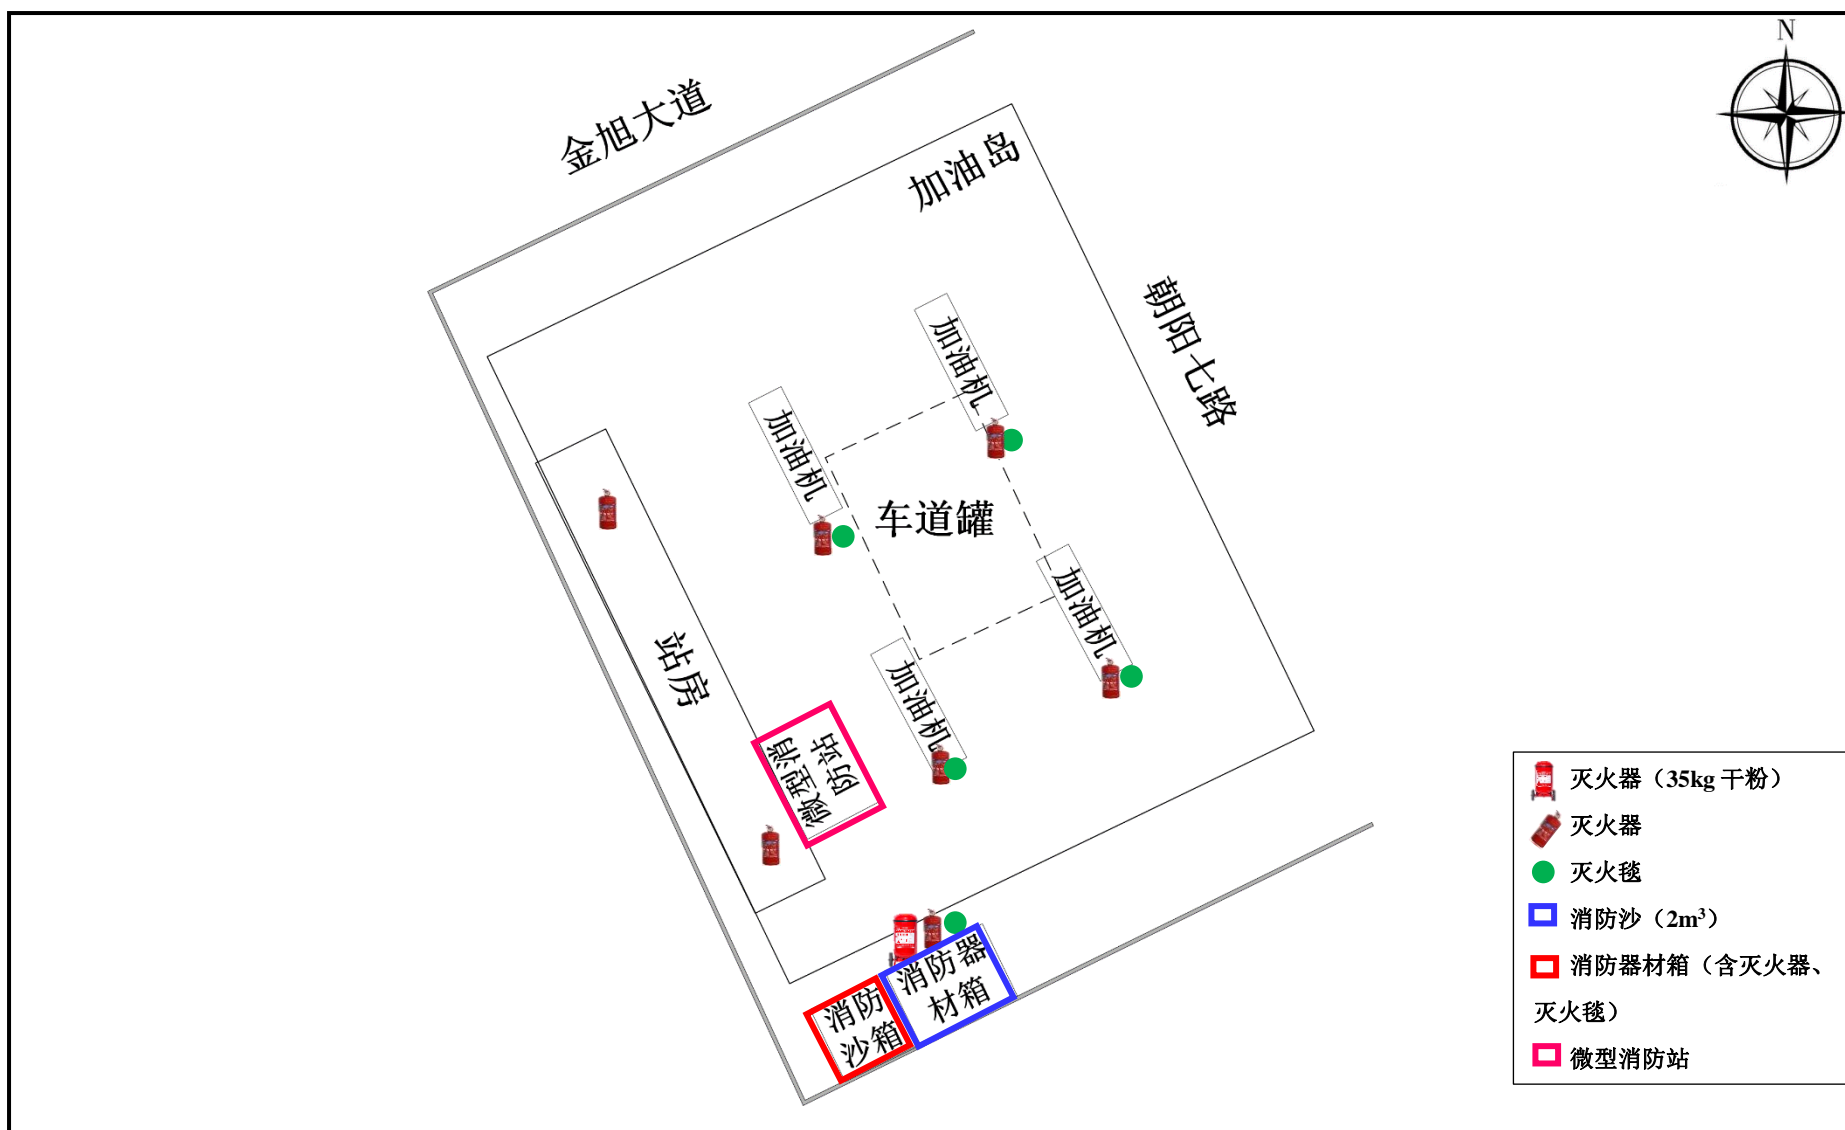 N
金旭大道
加油岛
朝阳七路
加油机
加油机
车道罐
加油机
站房
加油机
微型消
防站
消防器
材箱
消防
沙箱
灭火器（35kg 干粉）
灭火器
灭火毯
消防沙（2m³）
消防器材箱（含灭火器、
灭火毯）
微型消防站